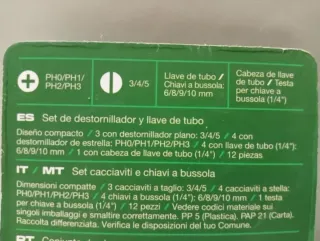 PH0/PH1/
PH2/PH3
3/4/5
Llave de tubo /
Chiavi a bussola:
6/8/9/10 mm
Cabeza de llave
de tubo / Testa
per chiave a
bussola (1/4")
ES Set de destornillador y llave de tubo
Diseño compacto / 3 con destornillador plano: 3/4/5 / 4 con
destornillador de estrella: PH0/PH1/PH2/PH3 / 4 con llave de tubo (1/4"):
6/8/9/10 mm / 1 con cabeza de llave de tubo (1/4") / 12 piezas
IT / MT Set cacciaviti e chiavi a bussola
Dimensioni compatte / 3 cacciaviti a taglio: 3/4/5 / 4 cacciaviti a stella:
PH0/PH1/PH2/PH3 / 4 chiavi a bussola (1/4"): 6/8/9/10 mm / 1 testa
per chiave a bussola (1/4") / 12 pezzi / Vedere codici materiale sui
singoli imballaggi e smaltire correttamente. PP 5 (Plastica). PAP 21 (Carta).
Raccolta differenziata. Verifica le disposizioni del tuo Comune.